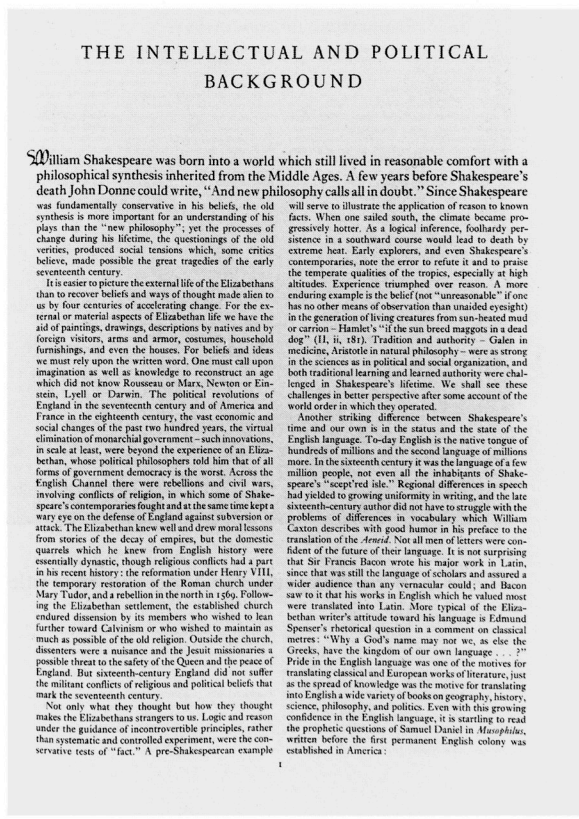 THE INTELLECTUAL AND POLITICAL
BACKGROUND
William Shakespeare was born into a world which still lived in reasonable comfort with a
philosophical synthesis inherited from the Middle Ages. A few years before Shakespeare's
death John Donne could write, "And new philosophy calls all in doubt." Since Shakespeare
was fundamentally conservative in his beliefs, the old
synthesis is more important for an understanding of his
plays than the "new philosophy"; yet the processes of
change during his lifetime, the questionings of the old
verities, produced social tensions which, some critics
believe, made possible the great tragedies of the early
seventeenth century.
It is easier to picture the external life of the Elizabethans
than to recover beliefs and ways of thought made alien to
us by four centuries of accelerating change. For the ex-
ternal or material aspects of Elizabethan life we have the
aid of paintings, drawings, descriptions by natives and by
foreign visitors, arms and armor, costumes, household
furnishings, and even the houses. For beliefs and ideas
we must rely upon the written word. One must call upon
imagination as well as knowledge to reconstruct an age
which did not know Rousseau or Marx, Newton or Ein-
stein, Lyell or Darwin. The political revolutions of
England in the seventeenth century and of America and
France in the eighteenth century, the vast economic and
social changes of the past two hundred years, the virtual
elimination of monarchial government – such innovations,
in scale at least, were beyond the experience of an Eliza-
bethan, whose political philosophers told him that of all
forms of government democracy is the worst. Across the
English Channel there were rebellions and civil wars,
involving conflicts of religion, in which some of Shake-
speare's contemporaries fought and at the same time kept a
wary eye on the defense of England against subversion or
attack. The Elizabethan knew well and drew moral lessons
from stories of the decay of empires, but the domestic
quarrels which he knew from English history were
essentially dynastic, though religious conflicts had a part
in his recent history: the reformation under Henry VIII,
the temporary restoration of the Roman church under
Mary Tudor, and a rebellion in the north in 1569. Follow-
ing the Elizabethan settlement, the established church
endured dissension by its members who wished to lean
further toward Calvinism or who wished to maintain as
much as possible of the old religion. Outside the church,
dissenters were a nuisance and the Jesuit missionaries a
possible threat to the safety of the Queen and the peace of
England. But sixteenth-century England did not suffer
the militant conflicts of religious and political beliefs that
mark the seventeenth century.
Not only what they thought but how they thought
makes the Elizabethans strangers to us. Logic and reason
under the guidance of incontrovertible principles, rather
than systematic and controlled experiment, were the con-
servative tests of "fact." A pre-Shakespearean example
will serve to illustrate the application of reason to known
facts. When one sailed south, the climate became pro-
gressively hotter. As a logical inference, foolhardy per-
sistence in a southward course would lead to death by
extreme heat. Early explorers, and even Shakespeare's
contemporaries, note the error to refute it and to praise
the temperate qualities of the tropics, especially at high
altitudes. Experience triumphed over reason. A more
enduring example is the belief (not "unreasonable" if one
has no other means of observation than unaided eyesight)
in the generation of living creatures from sun-heated mud
or carrion – Hamlet's "if the sun breed maggots in a dead
dog" (II, ii, 181). Tradition and authority – Galen in
medicine, Aristotle in natural philosophy – were as strong
in the sciences as in political and social organization, and
both traditional learning and learned authority were chal-
lenged in Shakespeare's lifetime. We shall see these
challenges in better perspective after some account of the
world order in which they operated.
Another striking difference between Shakespeare's
time and our own is in the status and the state of the
English language. To-day English is the native tongue of
hundreds of millions and the second language of millions
more. In the sixteenth century it was the language of a few
million people, not even all the inhabitants of Shake-
speare's "scept'red isle." Regional differences in speech
had yielded to growing uniformity in writing, and the late
sixteenth-century author did not have to struggle with the
problems of differences in vocabulary which William
Caxton describes with good humor in his preface to the
translation of the Aeneid. Not all men of letters were con-
fident of the future of their language. It is not surprising
that Sir Francis Bacon wrote his major work in Latin,
since that was still the language of scholars and assured a
wider audience than any vernacular could; and Bacon
saw to it that his works in English which he valued most
were translated into Latin. More typical of the Eliza-
bethan writer's attitude toward his language is Edmund
Spenser's rhetorical question in a comment on classical
metres: "Why a God's name may not we, as else the
Greeks, have the kingdom of our own language . . . ?"
Pride in the English language was one of the motives for
translating classical and European works of literature, just
as the spread of knowledge was the motive for translating
into English a wide variety of books on geography, history,
science, philosophy, and politics. Even with this growing
confidence in the English language, it is startling to read
the prophetic questions of Samuel Daniel in Musophilus,
written before the first permanent English colony was
established in America:
1